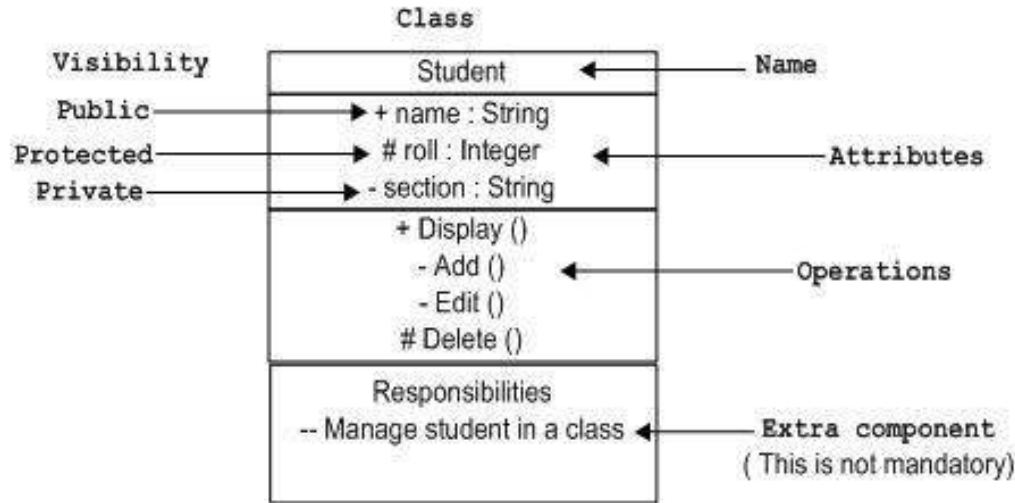 Class
Visibility
Student
Name
Public
+ name : String
Protected
# roll : Integer
Attributes
Private
- section : String
+ Display ()
- Add ()
Operations
- Edit ()
# Delete ()
Responsibilities
-- Manage student in a class
Extra component
( This is not mandatory)